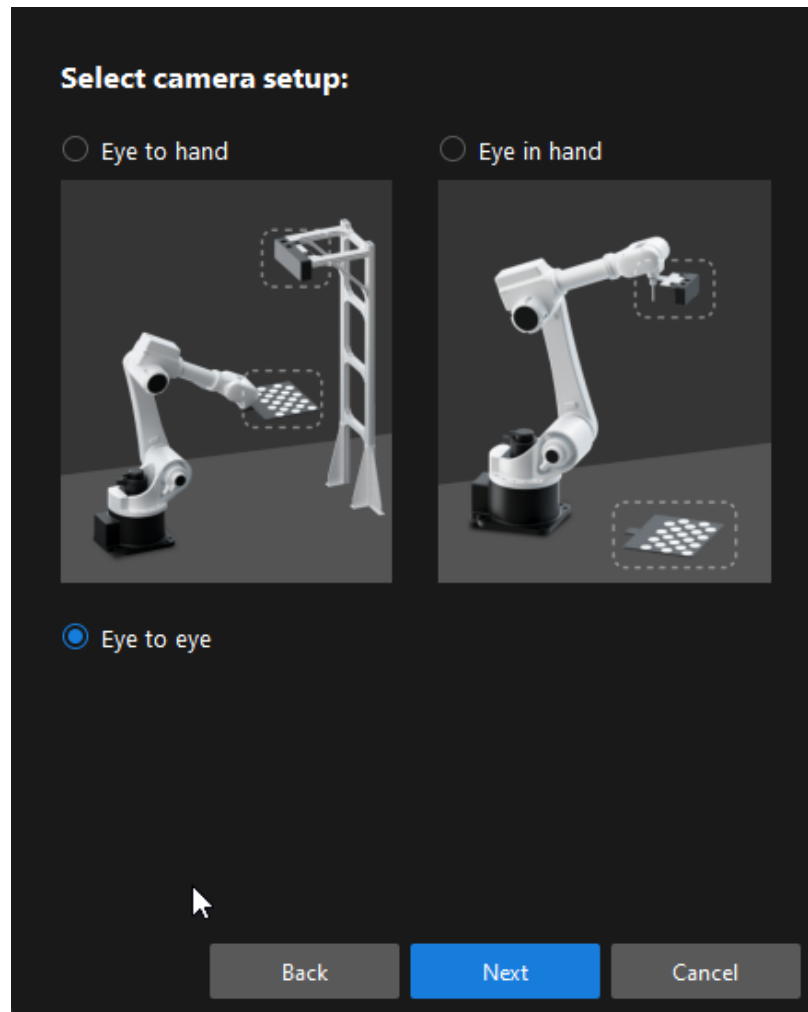 Select camera setup:
Eye to hand
Eye in hand
Eye to eye
Back
Next
Cancel